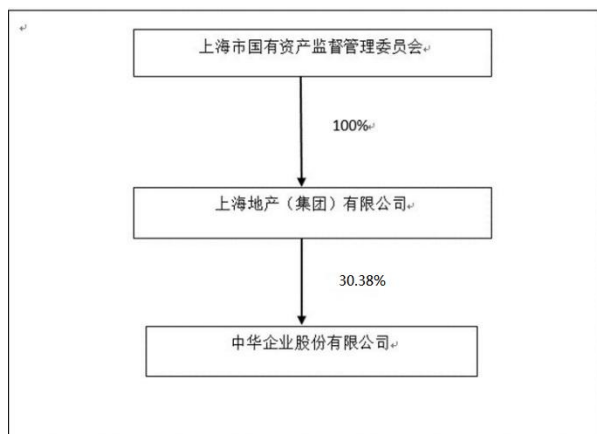 上海市国有资产监督管理委员会
100%
上海地产（集团）有限公司
30.38%
中华企业股份有限公司